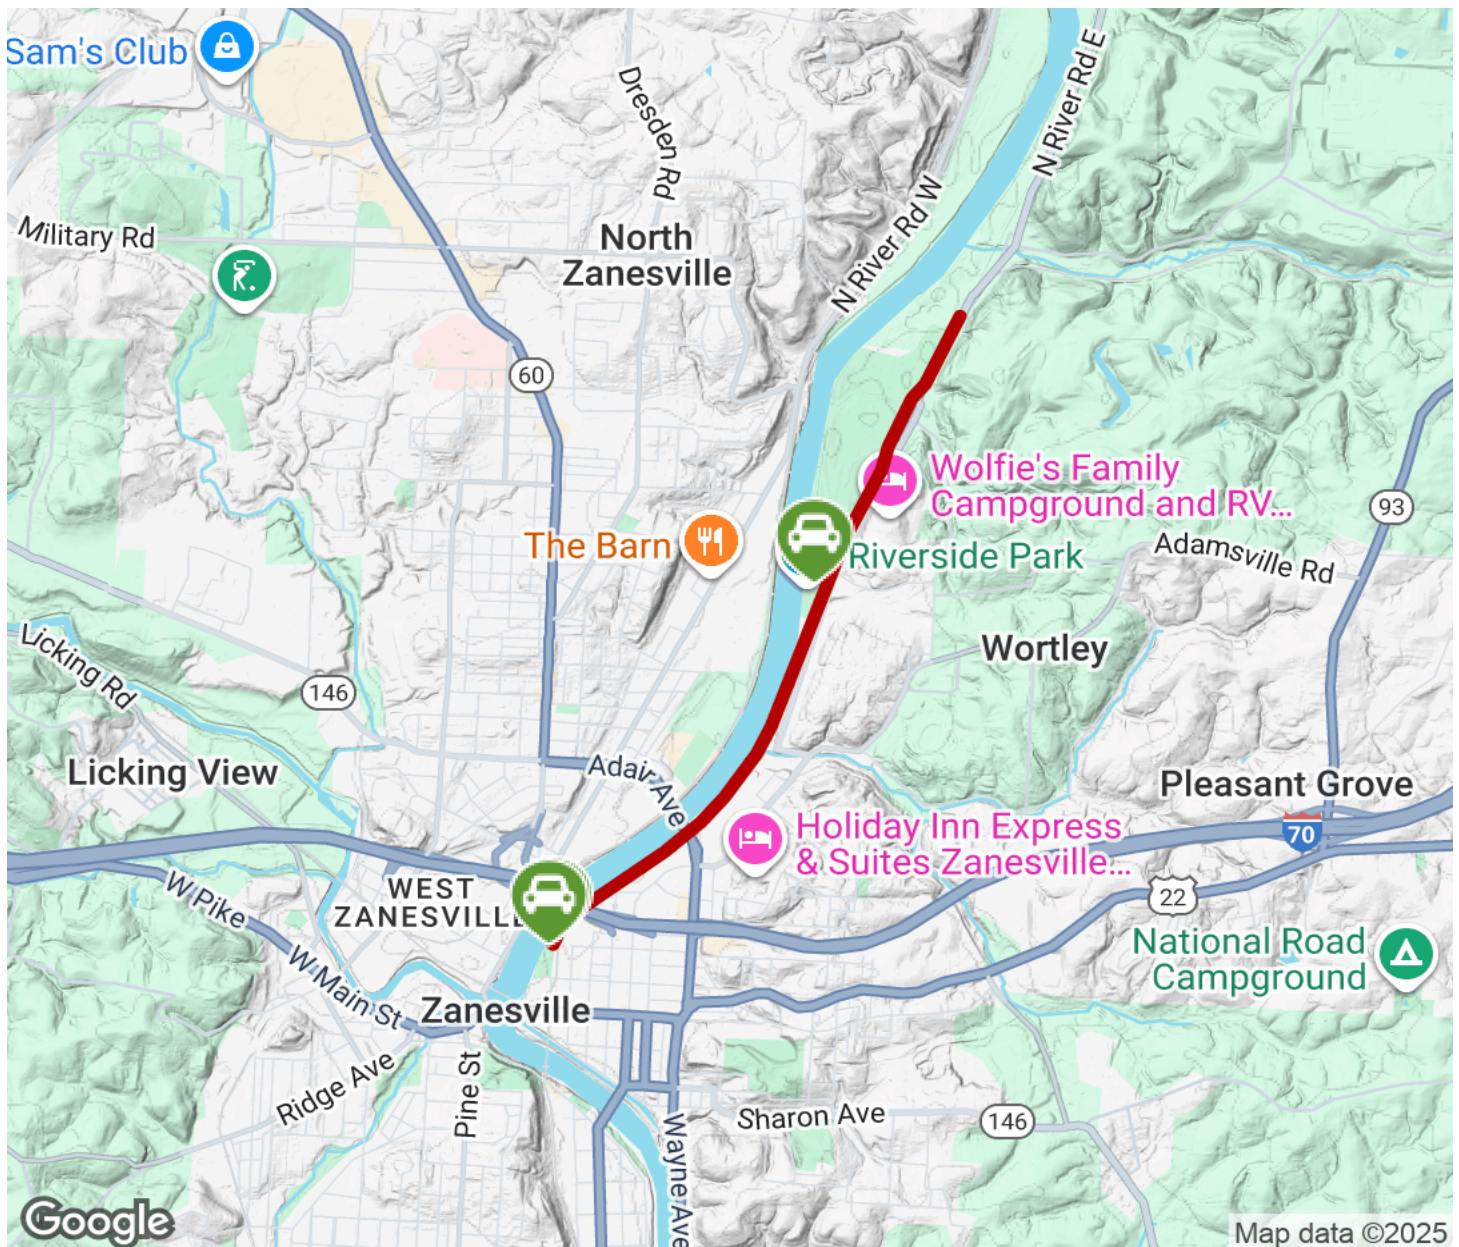 Sam's Club
Dresden Rd
N River Rd E
Military Rd
North
Zanesville
N River Rd W
60
Wolfie's Family
Campground and RV...
93
The Barn
Riverside Park
Adamsville Rd
Licking Rd
Wortley
146
Licking View
Adair Ave
Pleasant Grove
Holiday Inn Express
& Suites Zanesville...
70
W Pike
WEST
ZANESVILLE
22
National Road
Campground
W Main St
Zanesville
Ridge Ave
Pine St
Sharon Ave
146
Wayne Ave
Google
Map data ©2025